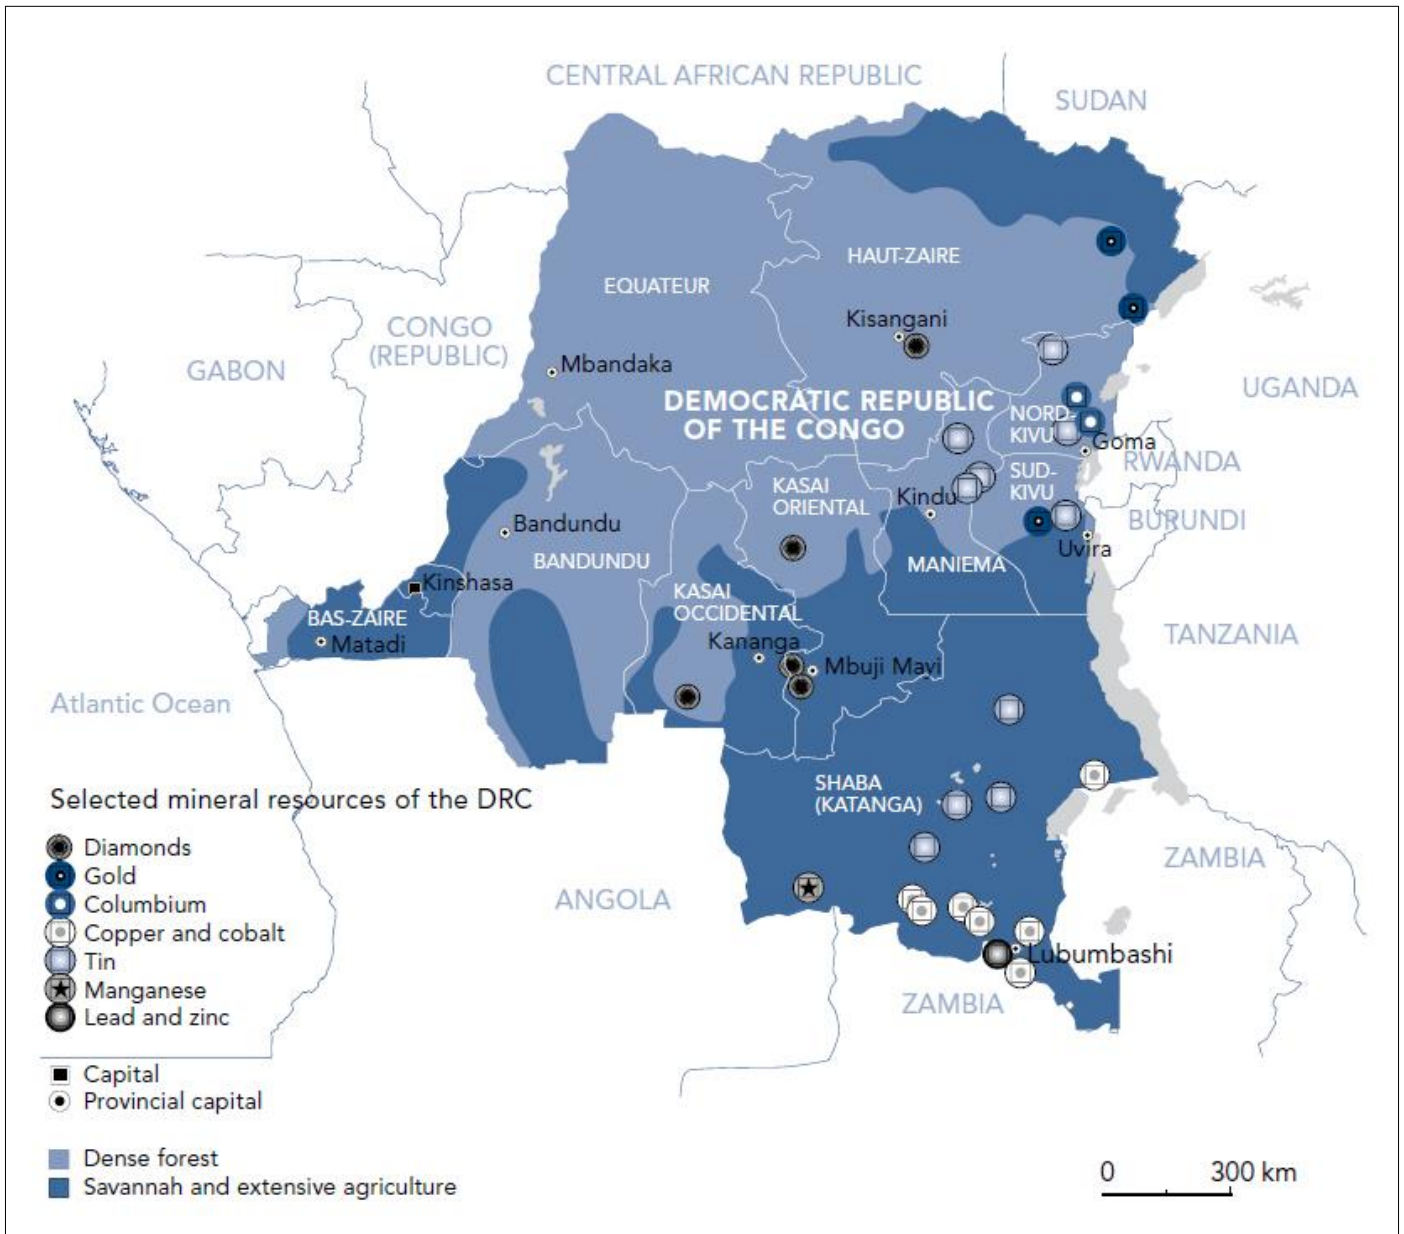 CENTRAL AFRICAN REPUBLIC
SUDAN
HAUT-ZAIRE
EQUATEUR
Kisangani
CONGO
(REPUBLIC)
GABON
Mbandaka
UGANDA
DEMOCRATIC REPUBLIC
OF THE CONGO
NORD-
KIVU
Goma
RWANDA
SUD-
KIVU
KASAI
ORIENTAL
Kindu
BURUNDI
Bandundu
Uvira
BANDUNDU
MANIEMA
Kinshasa
KASAI
OCCIDENTAL
BAS-ZAIRE
Matadi
Kananga
TANZANIA
Mbuji Mayi
Atlantic Ocean
SHABA
(KATANGA)
Selected mineral resources of the DRC
Diamonds
Gold
Columbium
Copper and cobalt
Tin
Manganese
Lead and zinc
ZAMBIA
ANGOLA
Lubumbashi
ZAMBIA
Capital
Provincial capital
Dense forest
Savannah and extensive agriculture
0 300 km